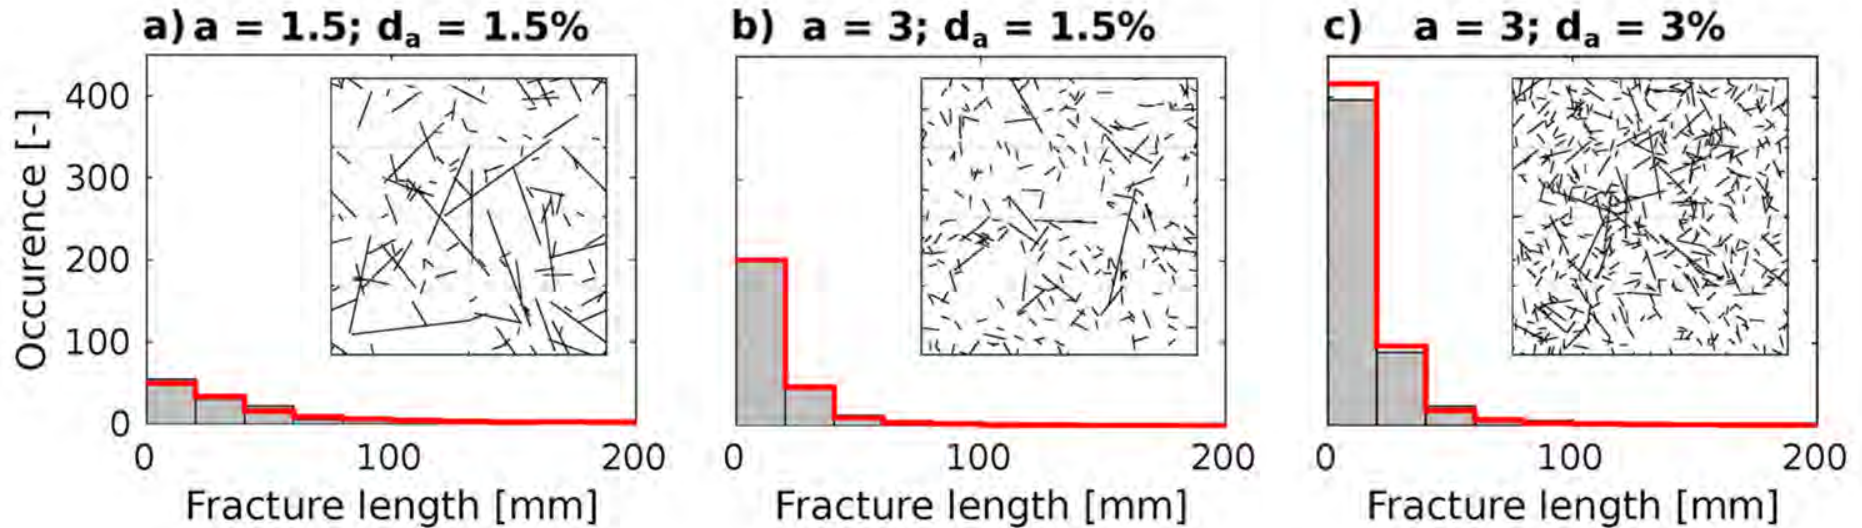 a) a = 1.5; dₐ = 1.5%
b) a = 3; dₐ = 1.5%
c) a = 3; dₐ = 3%
Occurence [-]
400
300
200
100
0
0 100 200
0 100 200
0 100 200
Fracture length [mm]
Fracture length [mm]
Fracture length [mm]